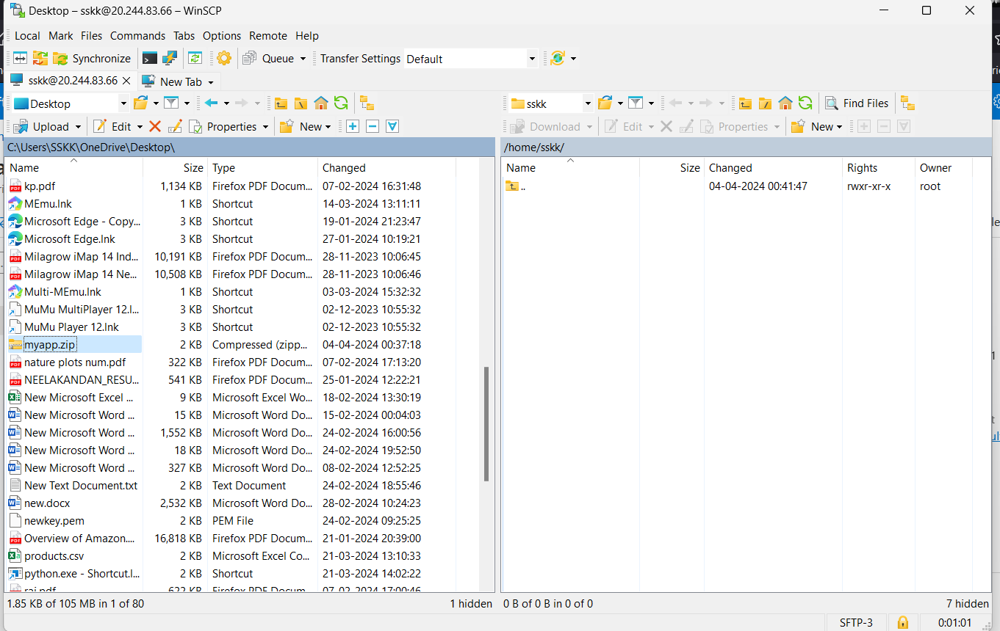 Desktop – sskk@20.244.83.66 – WinSCP
Local Mark Files Commands Tabs Options Remote Help
Synchronize Queue Transfer Settings Default
sskk@20.244.83.66 New Tab
Desktop sskk Find Files
Upload Edit Properties New Download Edit Properties New
C:\Users\SSKK\OneDrive\Desktop\ /home/sskk/
Name Size Type Changed Name Size Changed Rights Owner
kp.pdf 1,134 KB Firefox PDF Docum... 07-02-2024 16:31:48 .. 04-04-2024 00:41:47 rwxr-xr-x root
MEmu.lnk 1 KB Shortcut 14-03-2024 13:11:11
Microsoft Edge - Copy... 3 KB Shortcut 19-01-2024 21:23:47
Microsoft Edge.lnk 3 KB Shortcut 27-01-2024 10:19:21
Milagrow iMap 14 Ind... 10,191 KB Firefox PDF Docum... 28-11-2023 10:06:45
Milagrow iMap 14 Ne... 10,508 KB Firefox PDF Docum... 28-11-2023 10:06:46
Multi-MEmu.lnk 1 KB Shortcut 03-03-2024 15:32:32
MuMu MultiPlayer 12.l... 3 KB Shortcut 02-12-2023 10:55:32
MuMu Player 12.lnk 3 KB Shortcut 02-12-2023 10:55:32
myapp.zip 2 KB Compressed (zipp... 04-04-2024 00:37:18
nature plots num.pdf 322 KB Firefox PDF Docum... 07-02-2024 17:13:20
NEELAKANDAN_RESU... 541 KB Firefox PDF Docum... 25-01-2024 12:22:21
New Microsoft Excel ... 9 KB Microsoft Excel Wo... 18-02-2024 13:30:19
New Microsoft Word ... 15 KB Microsoft Word Do... 15-02-2024 00:04:03
New Microsoft Word ... 1,552 KB Microsoft Word Do... 24-02-2024 16:00:56
New Microsoft Word ... 18 KB Microsoft Word Do... 24-02-2024 19:52:50
New Microsoft Word ... 327 KB Microsoft Word Do... 08-02-2024 12:52:25
New Text Document.txt 2 KB Text Document 24-02-2024 18:55:46
new.docx 2,532 KB Microsoft Word Do... 28-02-2024 10:24:23
newkey.pem 2 KB PEM File 24-02-2024 09:25:25
Overview of Amazon.... 16,818 KB Firefox PDF Docum... 21-01-2024 20:39:00
products.csv 2 KB Microsoft Excel Co... 21-03-2024 13:10:33
python.exe - Shortcut.l... 2 KB Shortcut 21-03-2024 14:02:22
1.85 KB of 105 MB in 1 of 80 1 hidden 0 B of 0 B in 0 of 0 7 hidden
SFTP-3 0:01:01